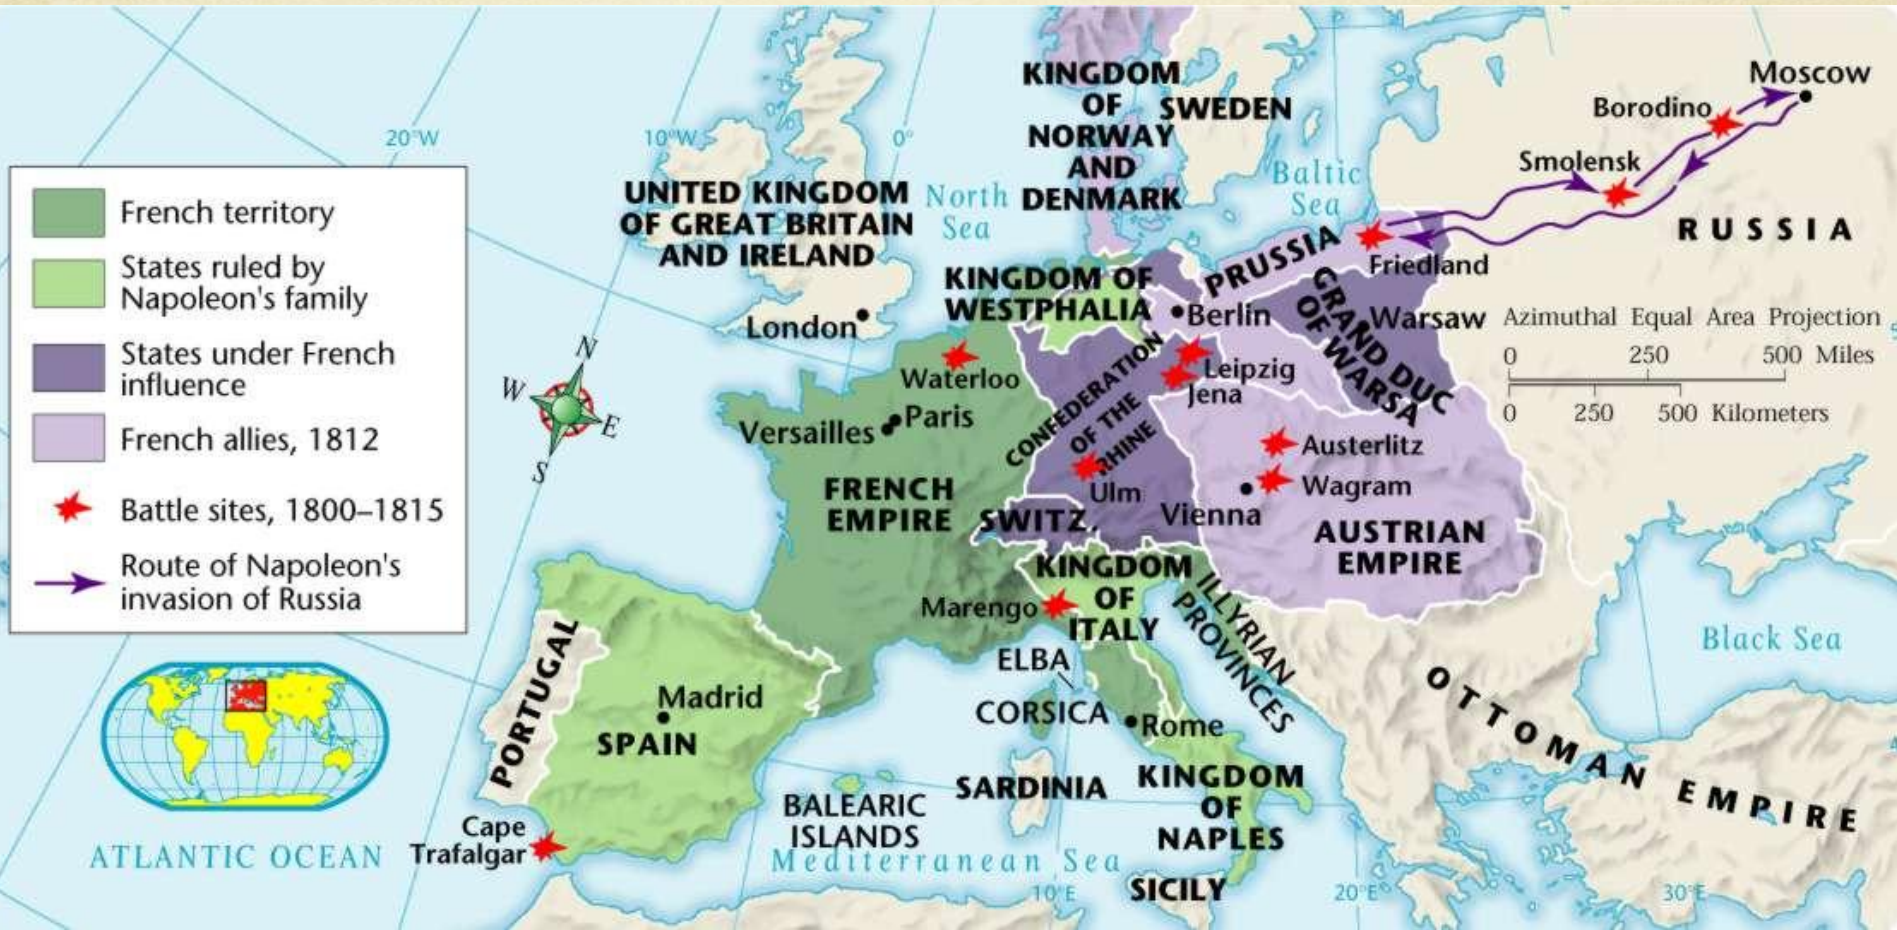 20°W
10°W
0°
French territory
States ruled by
Napoleon's family
States under French
influence
French allies, 1812
Battle sites, 1800–1815
Route of Napoleon's
invasion of Russia
N
W
E
S
UNITED KINGDOM
OF GREAT BRITAIN
AND IRELAND
London
North
Sea
KINGDOM
OF
NORWAY
AND
DENMARK
SWEDEN
Baltic
Sea
Moscow
Borodino
Smolensk
RUSSIA
PRUSSIA
Friedland
KINGDOM OF
WESTPHALIA
Berlin
GRAND DUC
OF WARSA
Warsaw
Azimuthal Equal Area Projection
0 250 500 Miles
0 250 500 Kilometers
Waterloo
Versailles
Paris
FRENCH
EMPIRE
CONFEDERATION
OF THE
RHINE
Leipzig
Jena
Ulm
SWITZ.
Austerlitz
Wagram
Vienna
AUSTRIAN
EMPIRE
KINGDOM
OF
ITALY
Marengo
ILLYRIAN
PROVINCES
ELBA
CORSICA
Rome
PORTUGAL
Madrid
SPAIN
Black Sea
OTTOMAN EMPIRE
SARDINIA
KINGDOM
OF
NAPLES
BALEARIC
ISLANDS
Cape
Trafalgar
ATLANTIC OCEAN
Mediterranean Sea
SICILY
10°E
20°E
30°E